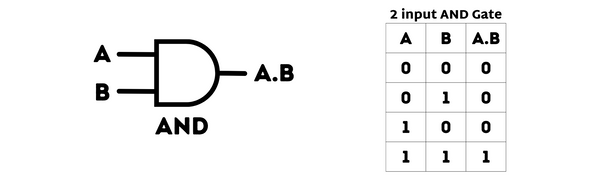 A
B
A.B
AND
2 input AND Gate
A B A.B
0 0 0
0 1 0
1 0 0
1 1 1